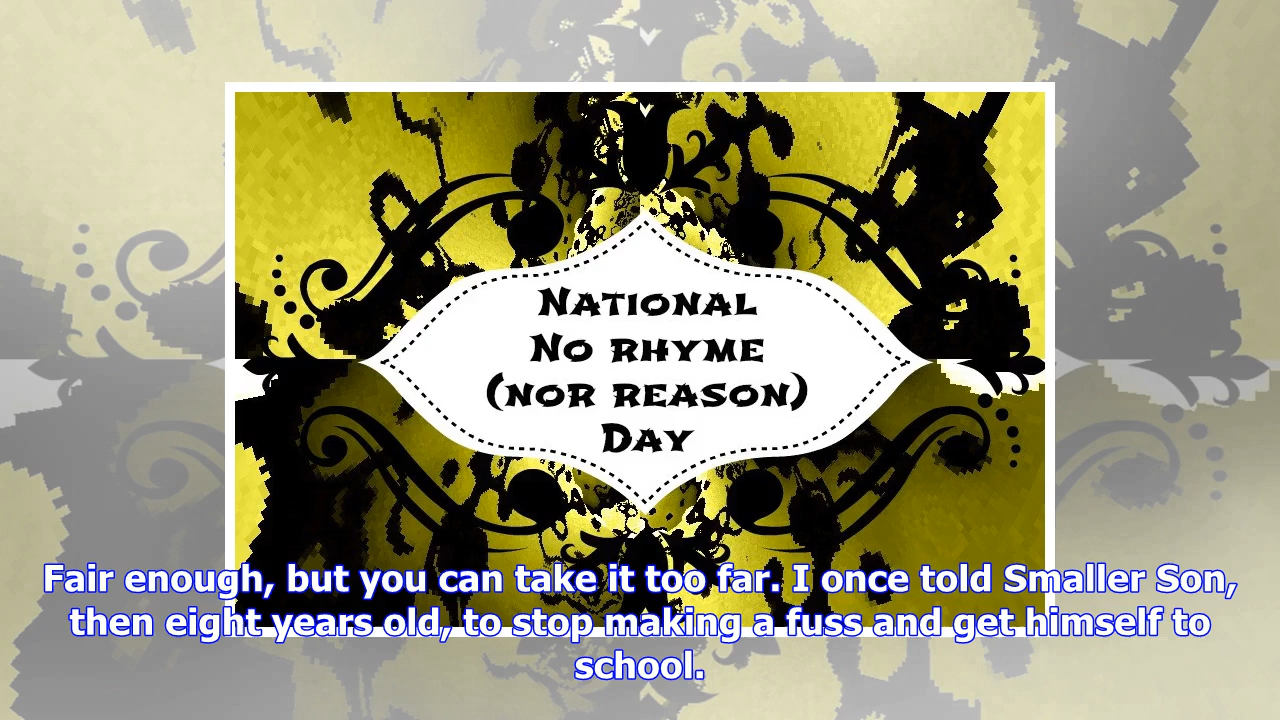 National
No rhyme
(nor reason)
Day
Fair enough, but you can take it too far. I once told Smaller Son,
then eight years old, to stop making a fuss and get himself to
school.